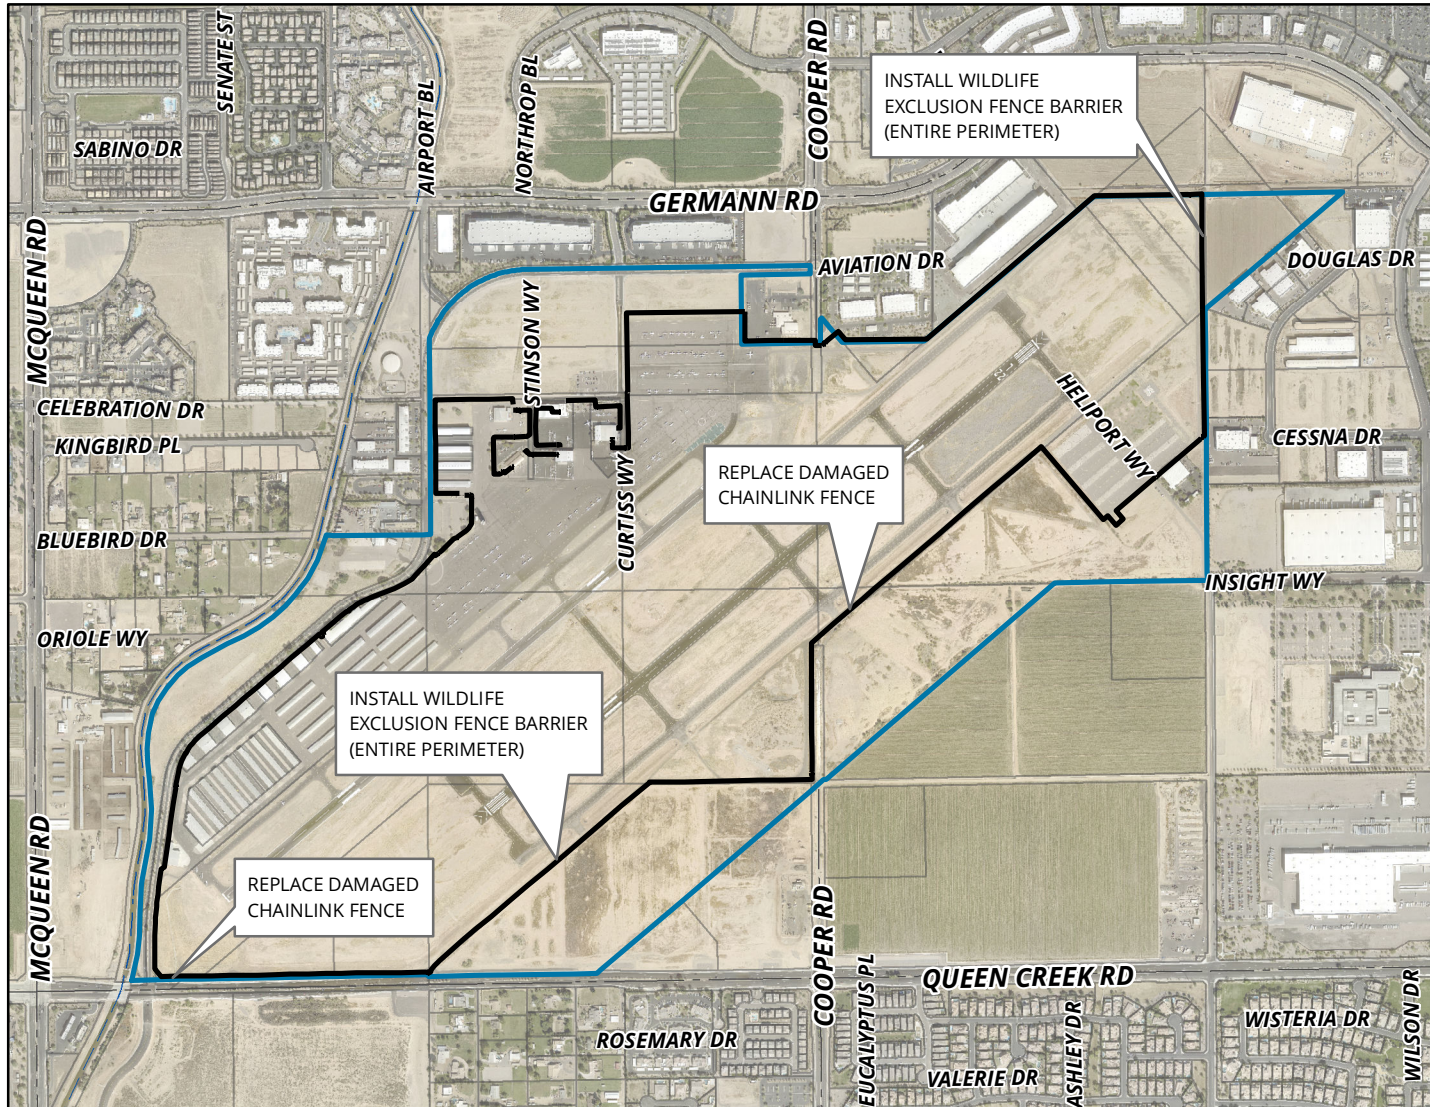 SENATE ST
AIRPORT BL
NORTHROP BL
COOPER RD
INSTALL WILDLIFE
EXCLUSION FENCE BARRIER
(ENTIRE PERIMETER)
SABINO DR
GERMANN RD
MCQUEEN RD
AVIATION DR
DOUGLAS DR
STINSON WY
HELIPORT WY
CELEBRATION DR
KINGBIRD PL
CESSNA DR
CURTISS WY
REPLACE DAMAGED
CHAINLINK FENCE
BLUEBIRD DR
INSIGHT WY
ORIOLE WY
INSTALL WILDLIFE
EXCLUSION FENCE BARRIER
(ENTIRE PERIMETER)
MCQUEEN RD
REPLACE DAMAGED
CHAINLINK FENCE
COOPER RD
EUCALYPTUS PL
QUEEN CREEK RD
ROSEMARY DR
VALERIE DR
ASHLEY DR
WISTERIA DR
WILSON DR